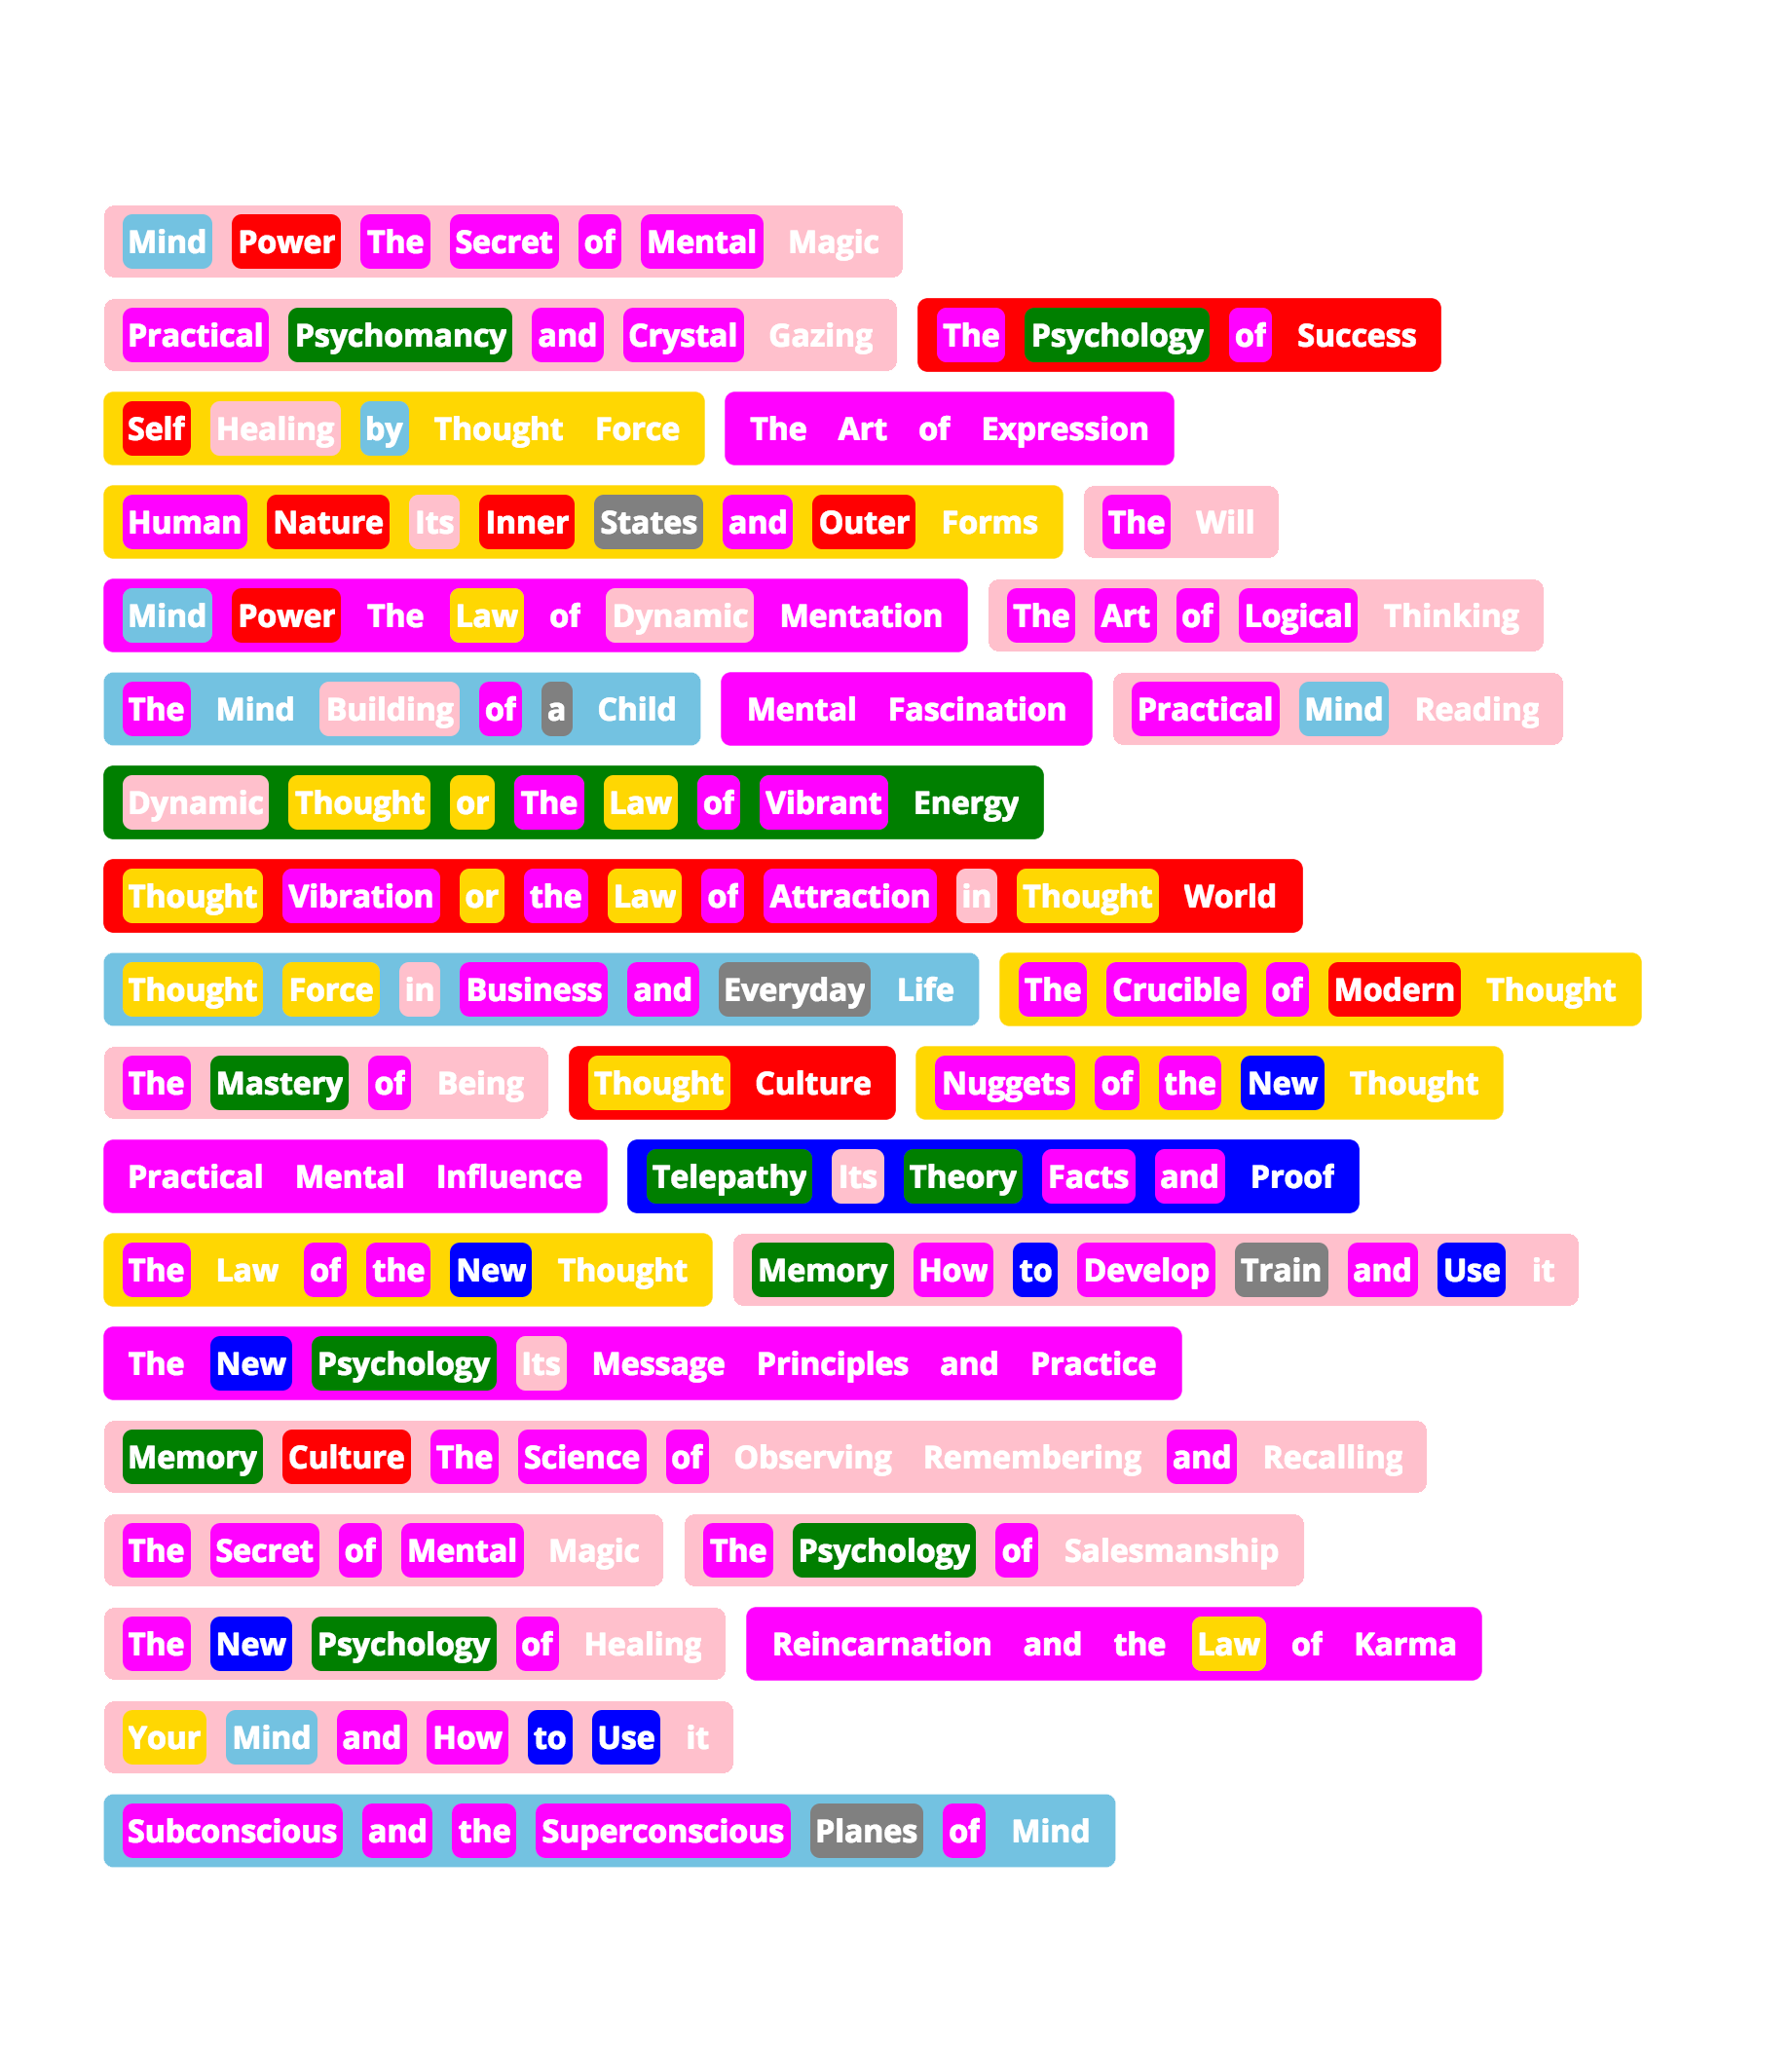 Mind Power The Secret of Mental Magic
Practical Psychomancy and Crystal Gazing The Psychology of Success
Self Healing by Thought Force The Art of Expression
Human Nature Its Inner States and Outer Forms The Will
Mind Power The Law of Dynamic Mentation The Art of Logical Thinking
The Mind Building of a Child Mental Fascination Practical Mind Reading
Dynamic Thought or The Law of Vibrant Energy
Thought Vibration or the Law of Attraction in Thought World
Thought Force in Business and Everyday Life The Crucible of Modern Thought
The Mastery of Being Thought Culture Nuggets of the New Thought
Practical Mental Influence Telepathy Its Theory Facts and Proof
The Law of the New Thought Memory How to Develop Train and Use it
The New Psychology Its Message Principles and Practice
Memory Culture The Science of Observing Remembering and Recalling
The Secret of Mental Magic The Psychology of Salesmanship
The New Psychology of Healing Reincarnation and the Law of Karma
Your Mind and How to Use it
Subconscious and the Superconscious Planes of Mind